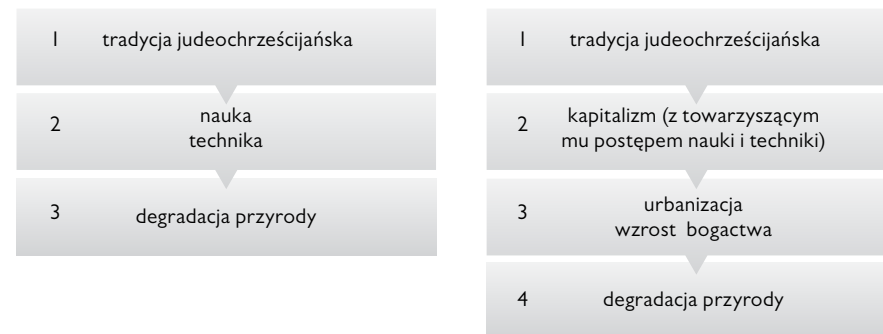 1 tradycja judeochrześcijańska
2 nauka
technika
3 degradacja przyrody
1 tradycja judeochrześcijańska
2 kapitalizm (z towarzyszącym
mu postępem nauki i techniki)
3 urbanizacja
wzrost bogactwa
4 degradacja przyrody